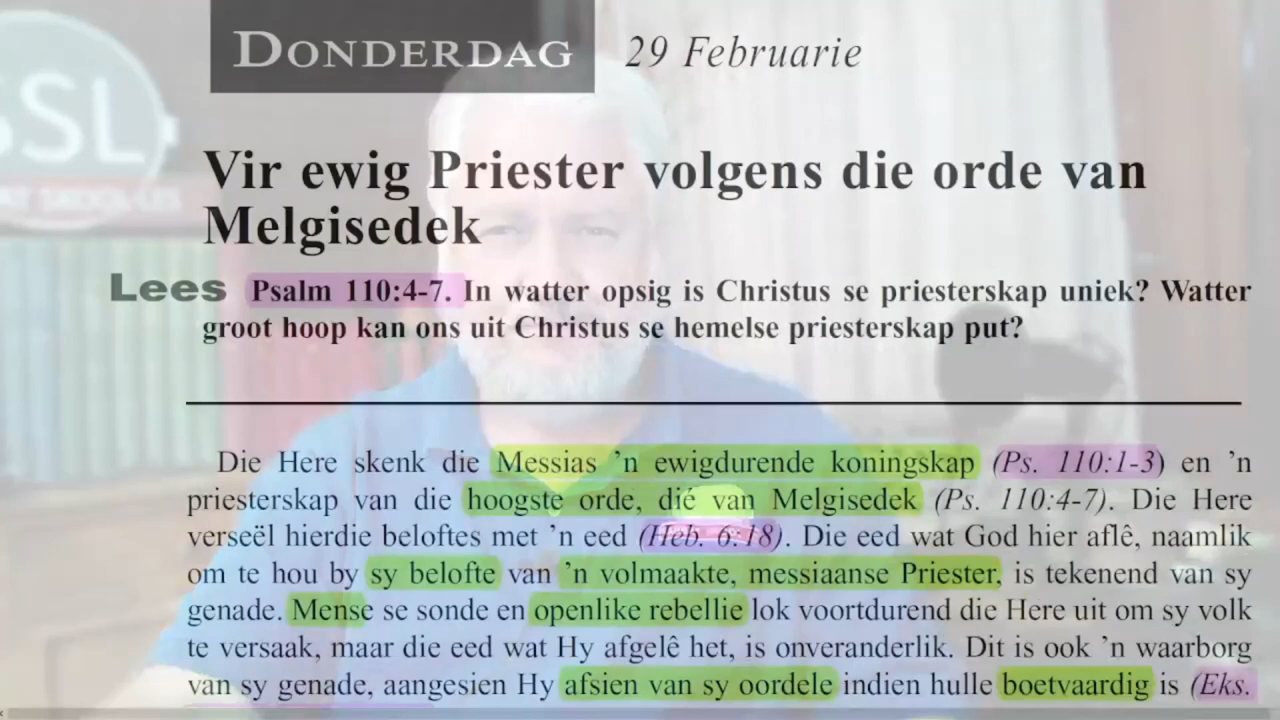 DONDERDAG 29 Februarie
SSL
Vir ewig Priester volgens die orde van
Melgisedek
Lees Psalm 110:4-7. In watter opsig is Christus se priesterskap uniek? Watter
groot hoop kan ons uit Christus se hemelse priesterskap put?
Die Here skenk die Messias ’n ewigdurende koningskap (Ps. 110:1-3) en ’n
priesterskap van die hoogste orde, dié van Melgisedek (Ps. 110:4-7). Die Here
verseël hierdie beloftes met ’n eed (Heb. 6:18). Die eed wat God hier aflê, naamlik
om te hou by sy belofte van ’n volmaakte, messiaanse Priester, is tekenend van sy
genade. Mense se sonde en openlike rebellie lok voortdurend die Here uit om sy volk
te versaak, maar die eed wat Hy afgelê het, is onveranderlik. Dit is ook ’n waarborg
van sy genade, aangesien Hy afsien van sy oordele indien hulle boetvaardig is (Eks.